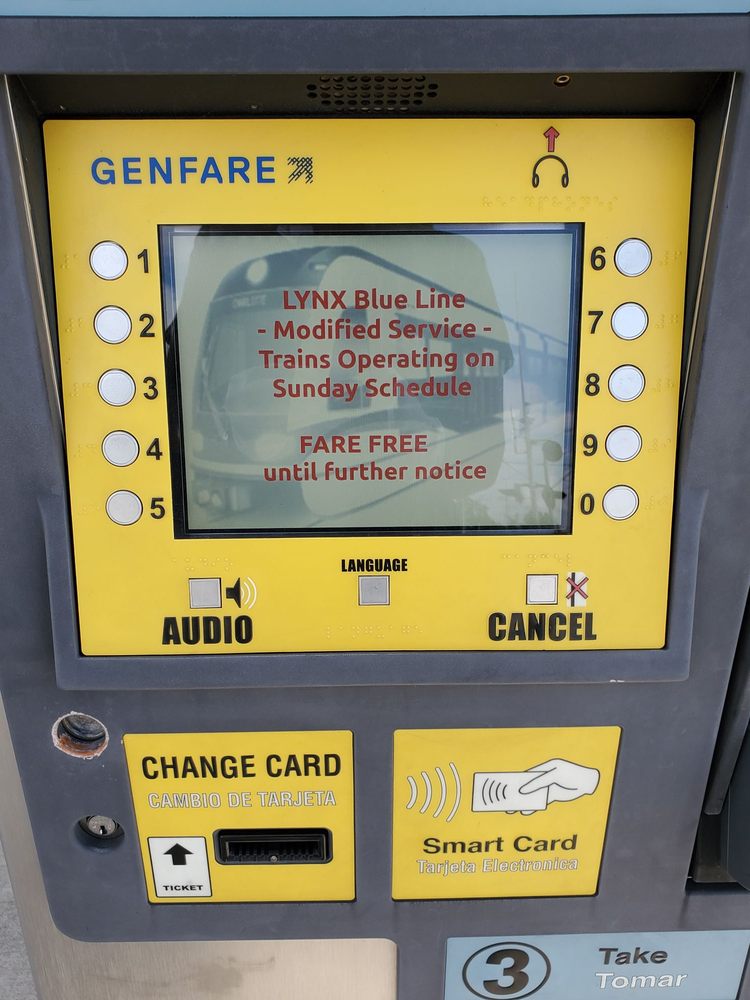 GENFARE
1
2
3
4
5
6
7
8
9
0
LYNX Blue Line
- Modified Service -
Trains Operating on
Sunday Schedule
FARE FREE
until further notice
AUDIO
LANGUAGE
CANCEL
CHANGE CARD
CAMBIO DE TARJETA
TICKET
Smart Card
Tarjeta Electronica
3
Take
Tomar